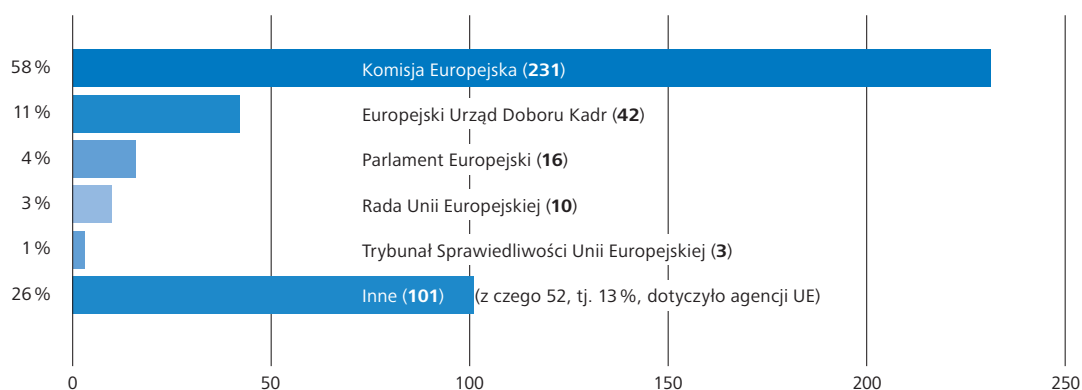 58 % Komisja Europejska (231)
11 % Europejski Urząd Doboru Kadr (42)
4 % Parlament Europejski (16)
3 % Rada Unii Europejskiej (10)
1 % Trybunał Sprawiedliwości Unii Europejskiej (3)
26 % Inne (101) (z czego 52, tj. 13 %, dotyczyło agencji UE)
0 50 100 150 200 250